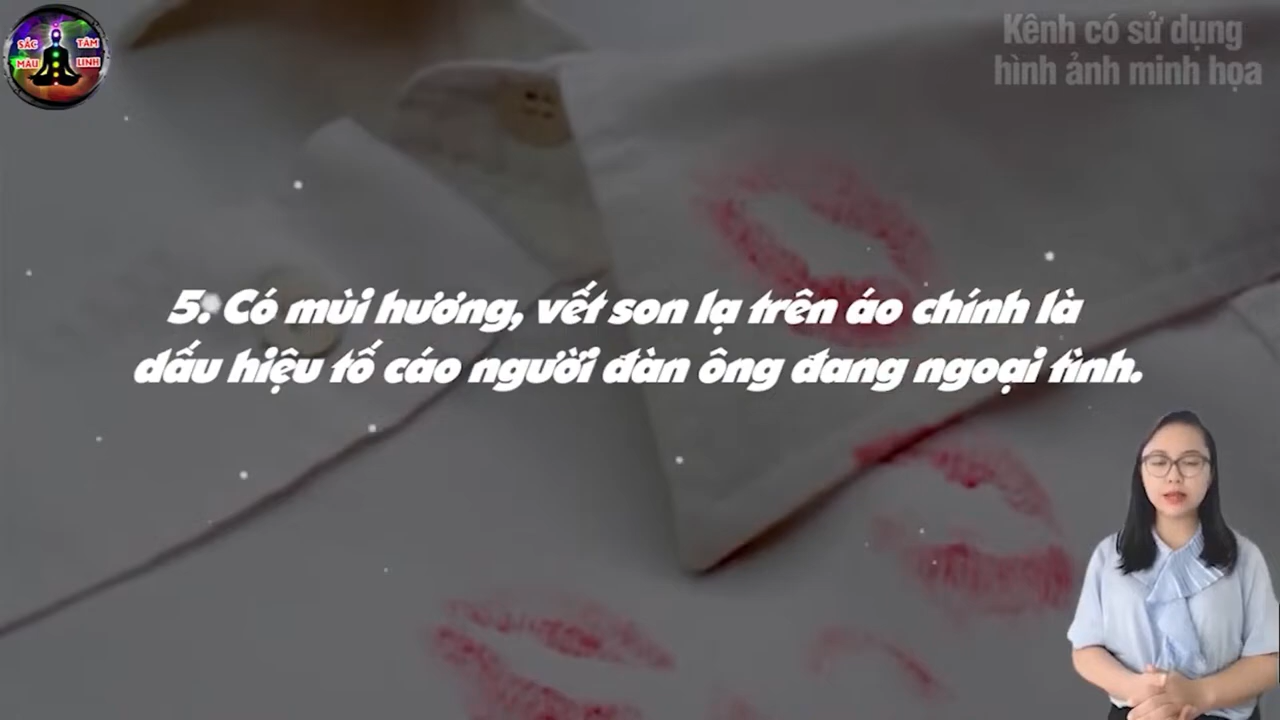 SẮC
MÀU
TÂM
LINH
Kênh có sử dụng
hình ảnh minh họa
5. Có mùi hương, vết son lạ trên áo chính là
dấu hiệu tố cáo người đàn ông đang ngoại tình.